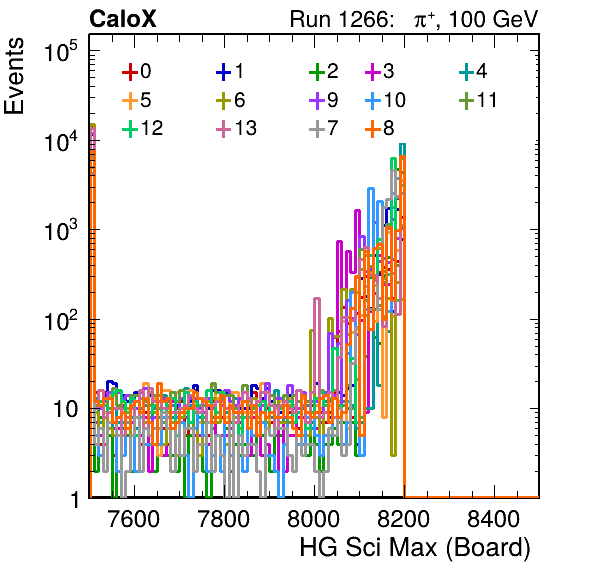 CaloX Run 1266: π⁺, 100 GeV
Events
10⁵
10⁴
10³
10²
10
1
0 1 2 3 4
5 6 9 10 11
12 13 7 8
7600 7800 8000 8200 8400
HG Sci Max (Board)